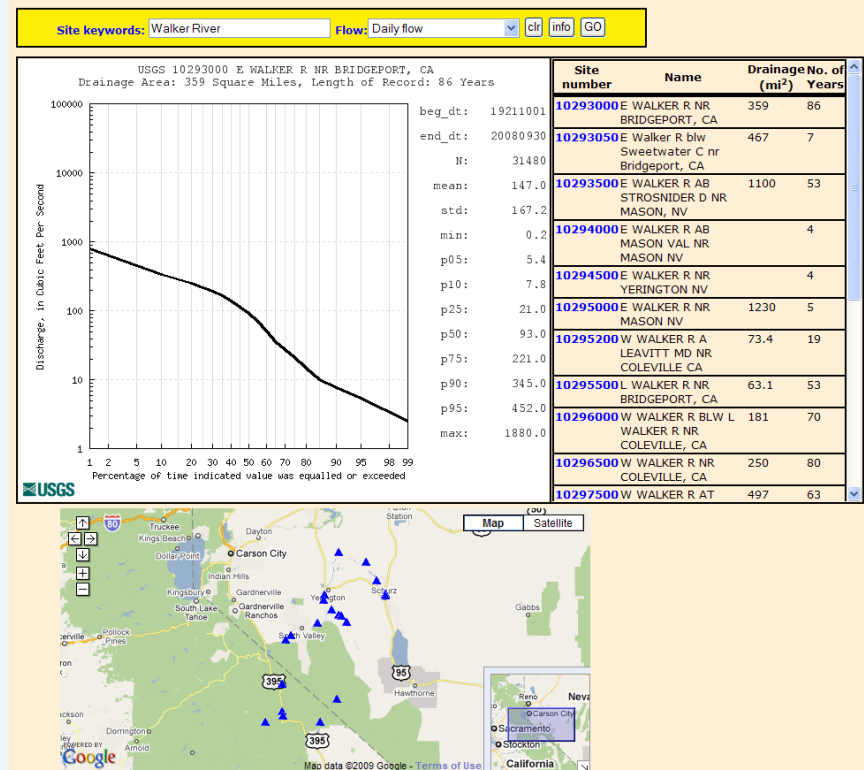 Site keywords: Walker River Flow: Daily flow clr info GO
USGS 10293000 E WALKER R NR BRIDGEPORT, CA
Drainage Area: 359 Square Miles, Length of Record: 86 Years
Discharge, in Cubic Feet Per Second
100000
10000
1000
100
10
1
1 2 5 10 20 30 40 50 60 70 80 90 95 98 99
Percentage of time indicated value was equalled or exceeded
USGS
beg_dt: 19211001
end_dt: 20080930
N: 31480
mean: 147.0
std: 167.2
min: 0.2
p05: 5.4
p10: 7.8
p25: 21.0
p50: 93.0
p75: 221.0
p90: 345.0
p95: 452.0
max: 1880.0
Site number Name Drainage (mi²) No. of Years
10293000 E WALKER R NR 359 86
BRIDGEPORT, CA
10293050 E Walker R blw 467 7
Sweetwater C nr
Bridgeport, CA
10293500 E WALKER R AB 1100 53
STROSNIDER D NR
MASON, NV
10294000 E WALKER R AB 4
MASON VAL NR
MASON NV
10294500 E WALKER R NR 4
YERINGTON NV
10295000 E WALKER R NR 1230 5
MASON NV
10295200 W WALKER R A 73.4 19
LEAVITT MD NR
COLEVILLE CA
10295500 L WALKER R NR 63.1 53
BRIDGEPORT, CA
10296000 W WALKER R BLW L 181 70
WALKER R NR
COLEVILLE, CA
10296500 W WALKER R NR 250 80
COLEVILLE, CA
10297500 W WALKER R AT 497 63
Map Satellite
Station
80
Truckee
Kings Beach
Dayton
Dollar Point
Carson City
Indian Hills
Kingsbury
Gardnerville
South Lake
Tahoe
Gardnerville
Ranchos
Yerington
Schurz
Gabbs
Pollock
Pines
Smith Valley
95
395
Hawthorne
Dorrington
Arnold
395
POWERED BY
Google
Map data ©2009 Google - Terms of Use
Reno
Carson City
Sacramento
Stockton
California